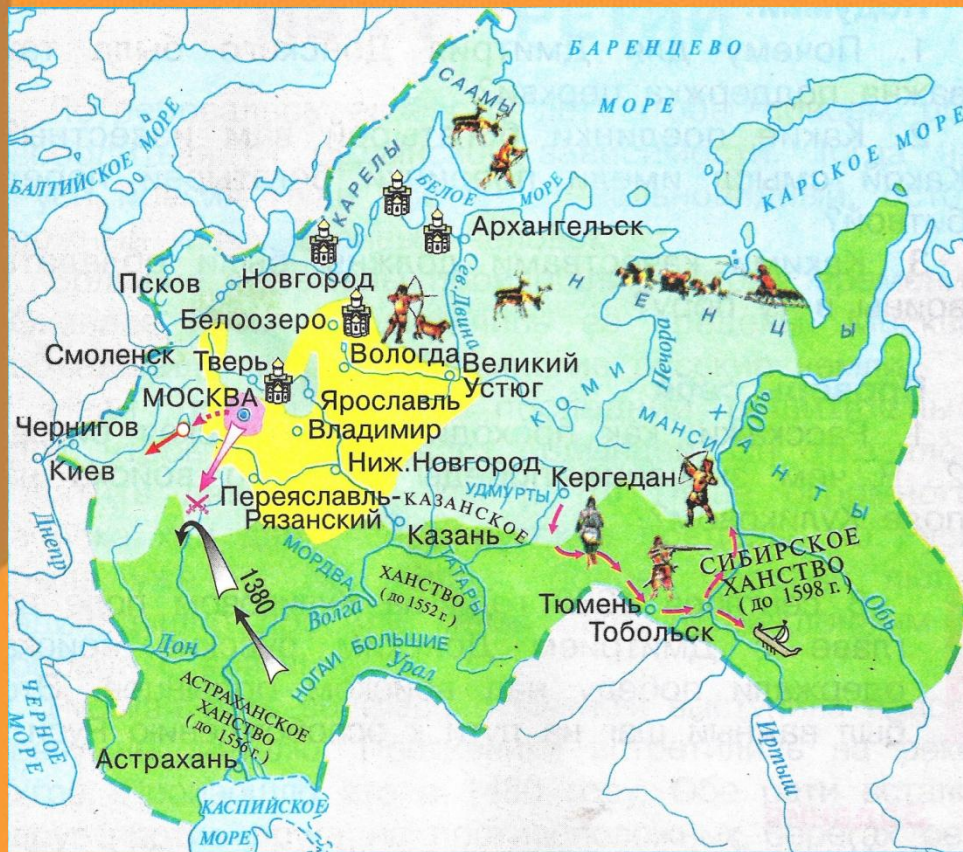 БАРЕНЦЕВО
МОРЕ
СААМЫ
КАРСКОЕ МОРЕ
БАЛТИЙСКОЕ МОРЕ
КАРЕЛЫ
БЕЛОЕ МОРЕ
Архангельск
Псков
Новгород
Сев. Двина
НЕНЦЫ
Белоозеро
Печора
Смоленск
Тверь
Вологда
Великий
Устюг
МОСКВА
Ярославль
КОМИ
МАНСИ
ХАНТЫ
Обь
Чернигов
Владимир
Киев
Ниж.Новгород
Кергедан
УДМУРТЫ
Переяславль-
Рязанский
КАЗАНСКОЕ
Казань
Днепр
МОРДВА
ТАТАРЫ
ХАНСТВО
(до 1552 г.)
СИБИРСКОЕ
ХАНСТВО
(до 1598 г.)
1380
Волга
Тюмень
Тобольск
Обь
Дон
НОГАИ БОЛЬШИЕ
Урал
ЧЕРНОЕ
МОРЕ
АСТРАХАНСКОЕ
ХАНСТВО
(до 1556 г.)
Иртыш
Астрахань
КАСПИЙСКОЕ
МОРЕ